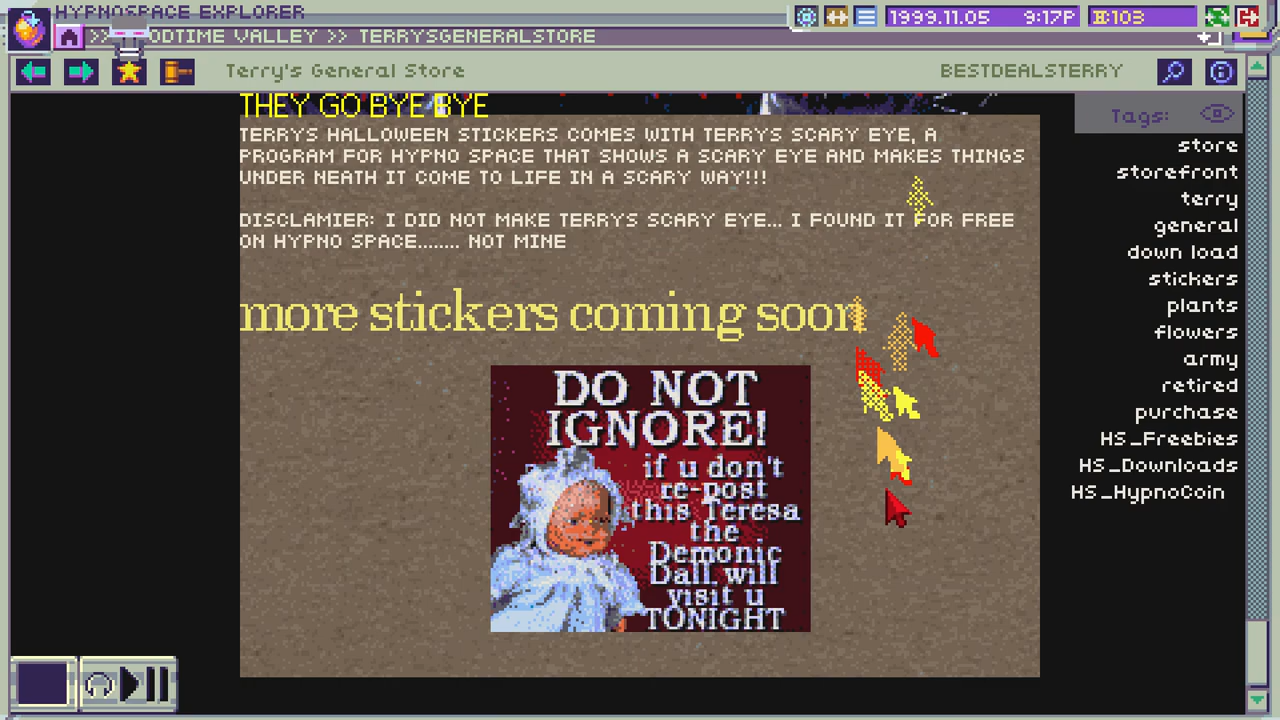 HYPNOSPACE EXPLORER
1999.11.05 9:17P
103
>> ODTIME VALLEY >> TERRYSGENERALSTORE
Terry's General Store
BESTDEALSTERRY
THEY GO BYE BYE
TERRYS HALLOWEEN STICKERS COMES WITH TERRYS SCARY EYE, A
PROGRAM FOR HYPNO SPACE THAT SHOWS A SCARY EYE AND MAKES THINGS
UNDER NEATH IT COME TO LIFE IN A SCARY WAY!!!
DISCLAMIER: I DID NOT MAKE TERRYS SCARY EYE... I FOUND IT FOR FREE
ON HYPNO SPACE........ NOT MINE
more stickers coming soon
DO NOT
IGNORE!
if u don't
re-post
this Teresa
the
Demonic
Ball, will
visit u
TONIGHT
Tags:
store
storefront
terry
general
down load
stickers
plants
flowers
army
retired
purchase
HS_Freebies
HS_Downloads
HS_HypnoCoin